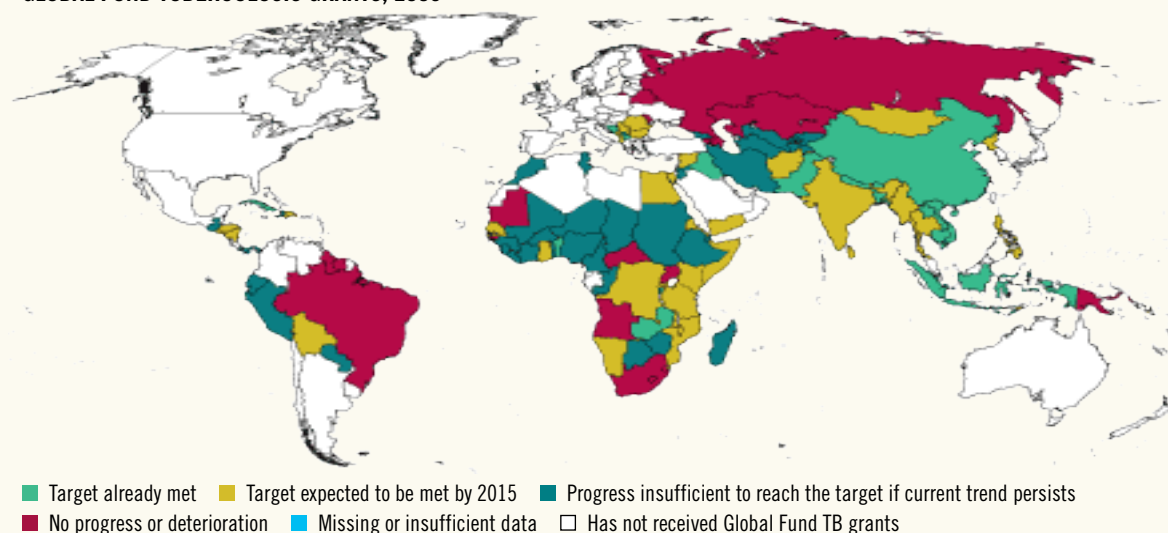 Target already met Target expected to be met by 2015 Progress insufficient to reach the target if current trend persists
No progress or deterioration Missing or insufficient data Has not received Global Fund TB grants